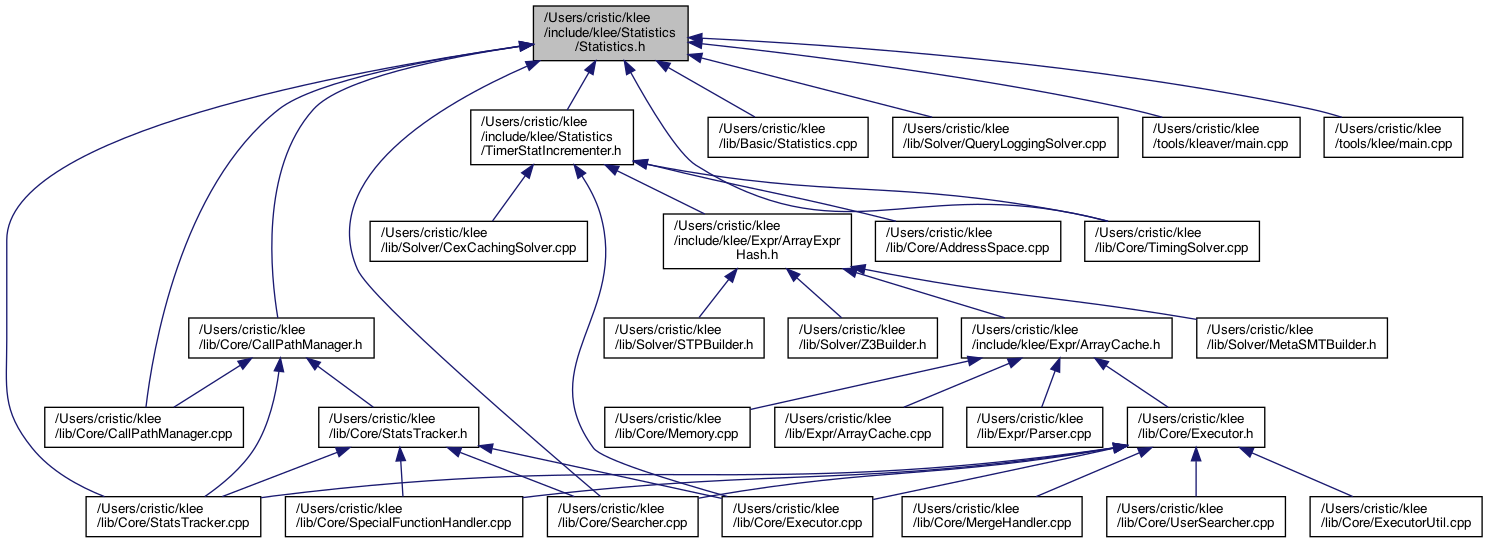 /Users/cristic/klee
/include/klee/Statistics
/Statistics.h
/Users/cristic/klee
/include/klee/Statistics
/TimerStatIncrementer.h
/Users/cristic/klee
/lib/Basic/Statistics.cpp
/Users/cristic/klee
/lib/Solver/QueryLoggingSolver.cpp
/Users/cristic/klee
/tools/kleaver/main.cpp
/Users/cristic/klee
/tools/klee/main.cpp
/Users/cristic/klee
/lib/Solver/CexCachingSolver.cpp
/Users/cristic/klee
/include/klee/Expr/ArrayExpr
Hash.h
/Users/cristic/klee
/lib/Core/AddressSpace.cpp
/Users/cristic/klee
/lib/Core/TimingSolver.cpp
/Users/cristic/klee
/lib/Core/CallPathManager.h
/Users/cristic/klee
/lib/Solver/STPBuilder.h
/Users/cristic/klee
/lib/Solver/Z3Builder.h
/Users/cristic/klee
/include/klee/Expr/ArrayCache.h
/Users/cristic/klee
/lib/Solver/MetaSMTBuilder.h
/Users/cristic/klee
/lib/Core/CallPathManager.cpp
/Users/cristic/klee
/lib/Core/StatsTracker.h
/Users/cristic/klee
/lib/Core/Memory.cpp
/Users/cristic/klee
/lib/Expr/ArrayCache.cpp
/Users/cristic/klee
/lib/Expr/Parser.cpp
/Users/cristic/klee
/lib/Core/Executor.h
/Users/cristic/klee
/lib/Core/StatsTracker.cpp
/Users/cristic/klee
/lib/Core/SpecialFunctionHandler.cpp
/Users/cristic/klee
/lib/Core/Searcher.cpp
/Users/cristic/klee
/lib/Core/Executor.cpp
/Users/cristic/klee
/lib/Core/MergeHandler.cpp
/Users/cristic/klee
/lib/Core/UserSearcher.cpp
/Users/cristic/klee
/lib/Core/ExecutorUtil.cpp